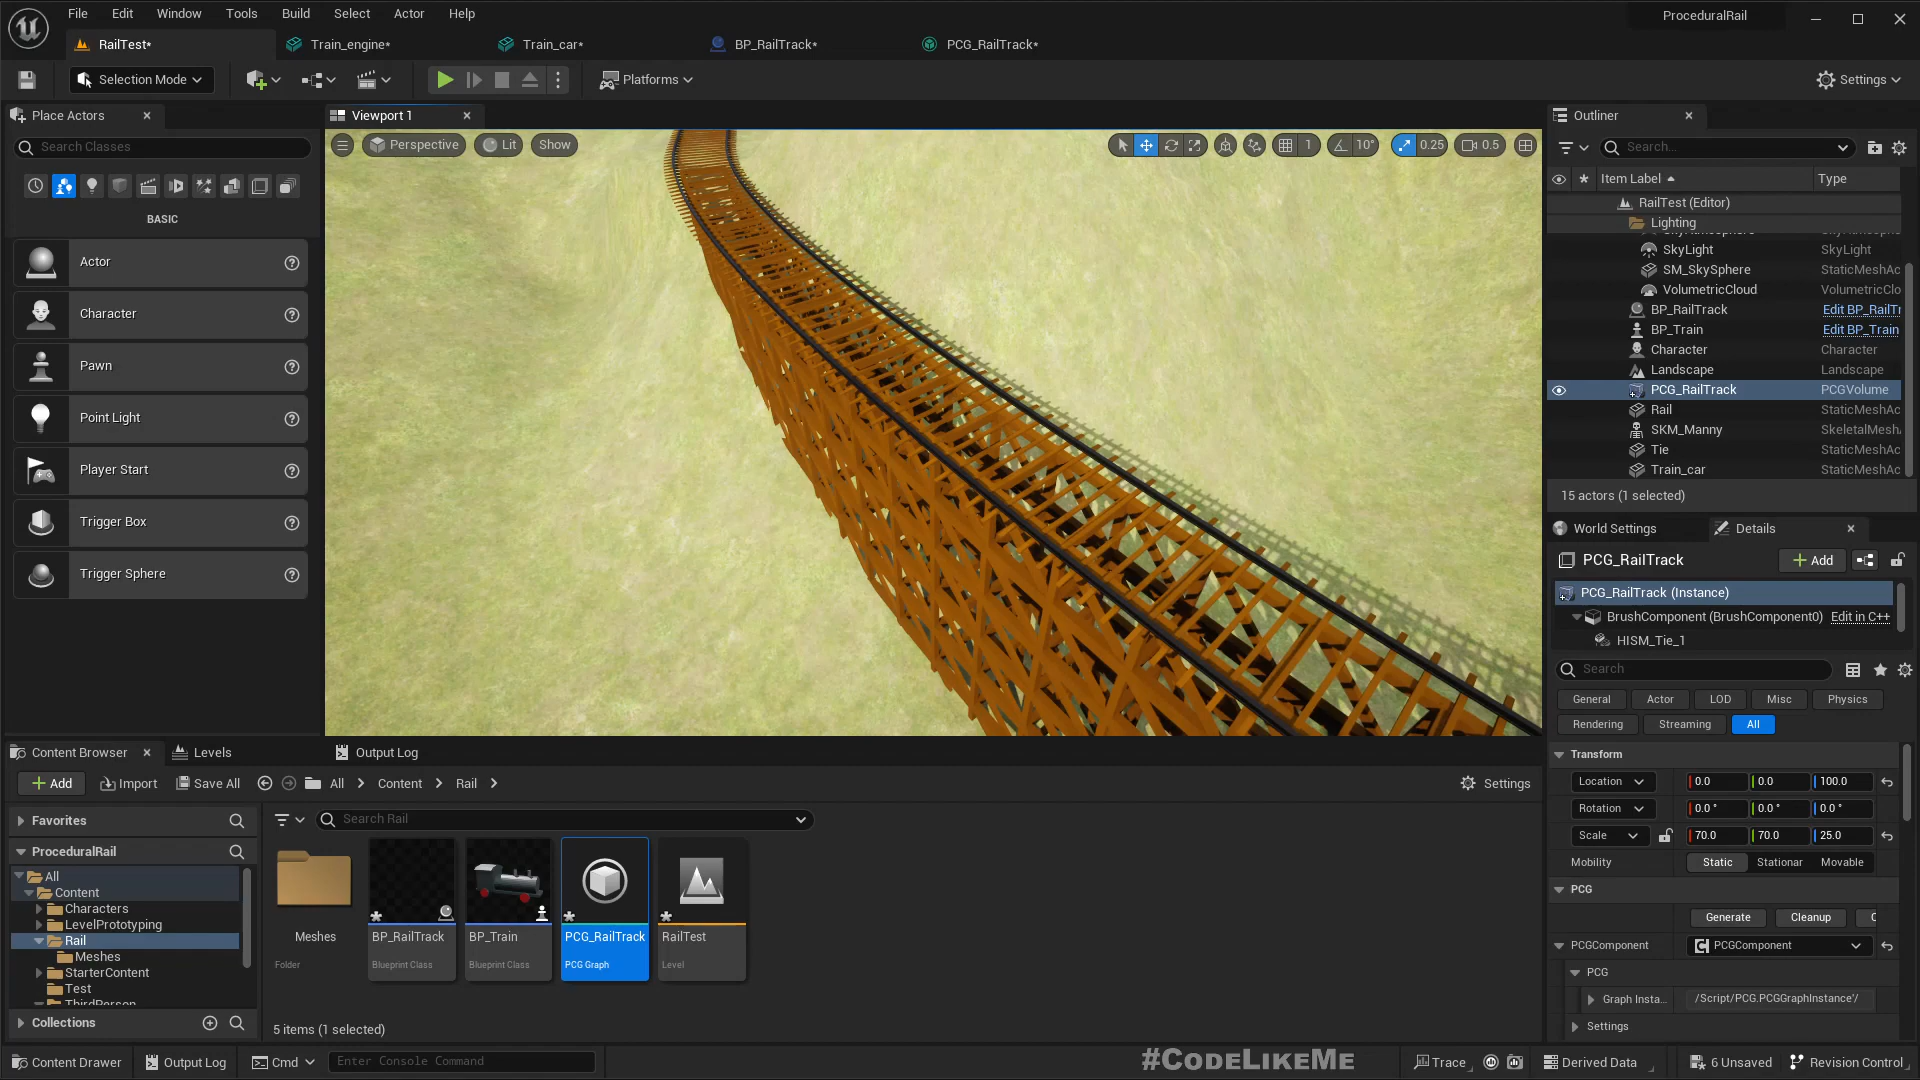 File Edit Window Tools Build Select Actor Help
ProceduralRail
RailTest* Train_engine* Train_car* BP_RailTrack* PCG_RailTrack*
Selection Mode Platforms Settings
Place Actors
Search Classes
BASIC
Actor
Character
Pawn
Point Light
Player Start
Trigger Box
Trigger Sphere
Viewport 1
Perspective Lit Show
1 10° 0.25 0.5
Outliner
Search...
Item Label Type
RailTest (Editor)
Lighting
SkyLight SkyLight
SM_SkySphere StaticMeshAc
VolumetricCloud VolumetricClo
BP_RailTrack Edit BP_RailTr
BP_Train Edit BP_Train
Character Character
Landscape Landscape
PCG_RailTrack PCGVolume
Rail StaticMeshAc
SKM_Manny SkeletalMesh
Tie StaticMeshAc
Train_car StaticMeshAc
15 actors (1 selected)
World Settings Details
PCG_RailTrack Add
PCG_RailTrack (Instance)
BrushComponent (BrushComponent0) Edit in C++
HISM_Tie_1
Search
General Actor LOD Misc Physics
Rendering Streaming All
Transform
Location 0.0 0.0 100.0
Rotation 0.0 ° 0.0 ° 0.0 °
Scale 70.0 70.0 25.0
Mobility Static Stationar Movable
PCG
Generate Cleanup
PCGComponent PCGComponent
PCG
Graph Insta... /Script/PCG.PCGGraphInstance'/
Settings
Content Browser Levels Output Log
Add Import Save All All Content Rail Settings
Favorites
ProceduralRail
All
Content
Characters
LevelPrototyping
Rail
Meshes
StarterContent
Test
ThirdPerson
Collections
Search Rail
Meshes
Folder
BP_RailTrack
Blueprint Class
BP_Train
Blueprint Class
PCG_RailTrack
PCG Graph
RailTest
Level
5 items (1 selected)
Content Drawer Output Log Cmd Enter Console Command
#CodeLikeMe
Trace Derived Data 6 Unsaved Revision Control